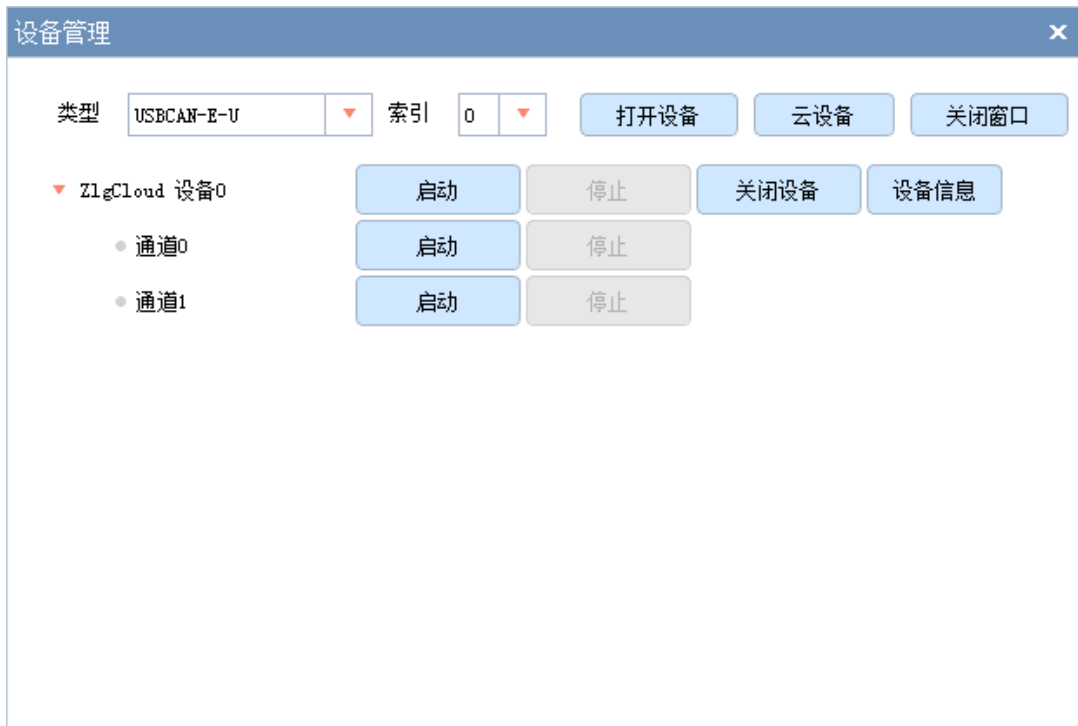 设备管理
类型 USBCAN-E-U 索引 0 打开设备 云设备 关闭窗口
ZlgCloud 设备0 启动 停止 关闭设备 设备信息
通道0 启动 停止
通道1 启动 停止